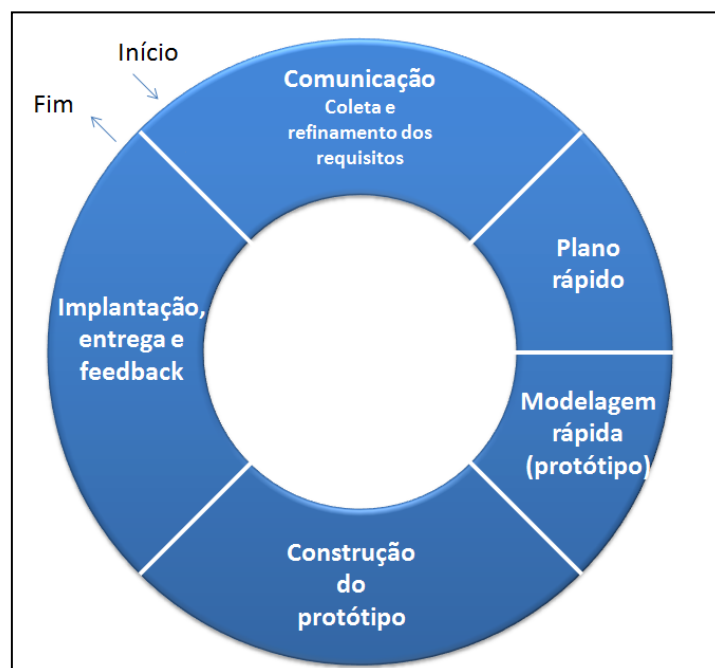 Início
Fim
Comunicação
Coleta e
refinamento dos
requisitos
Plano
rápido
Modelagem
rápida
(protótipo)
Construção
do
protótipo
Implantação,
entrega e
feedback